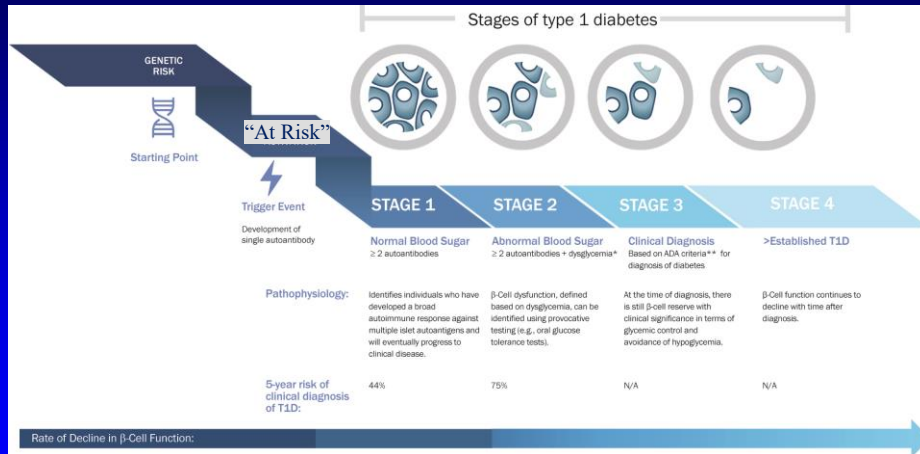 Stages of type 1 diabetes
GENETIC
RISK
Starting Point
“At Risk”
Trigger Event
Development of
single autoantibody
STAGE 1
STAGE 2
STAGE 3
STAGE 4
Normal Blood Sugar
≥ 2 autoantibodies
Abnormal Blood Sugar
≥ 2 autoantibodies + dysglycemia*
Clinical Diagnosis
Based on ADA criteria** for
diagnosis of diabetes
>Established T1D
Pathophysiology:
Identifies individuals who have
developed a broad
autoimmune response against
multiple islet autoantigens and
will eventually progress to
clinical disease.
β-Cell dysfunction, defined
based on dysglycemia, can be
identified using provocative
testing (e.g., oral glucose
tolerance tests).
At the time of diagnosis, there
is still β-cell reserve with
clinical significance in terms of
glycemic control and
avoidance of hypoglycemia.
β-Cell function continues to
decline with time after
diagnosis.
5-year risk of
clinical diagnosis
of T1D:
44%
75%
N/A
N/A
Rate of Decline in β-Cell Function: